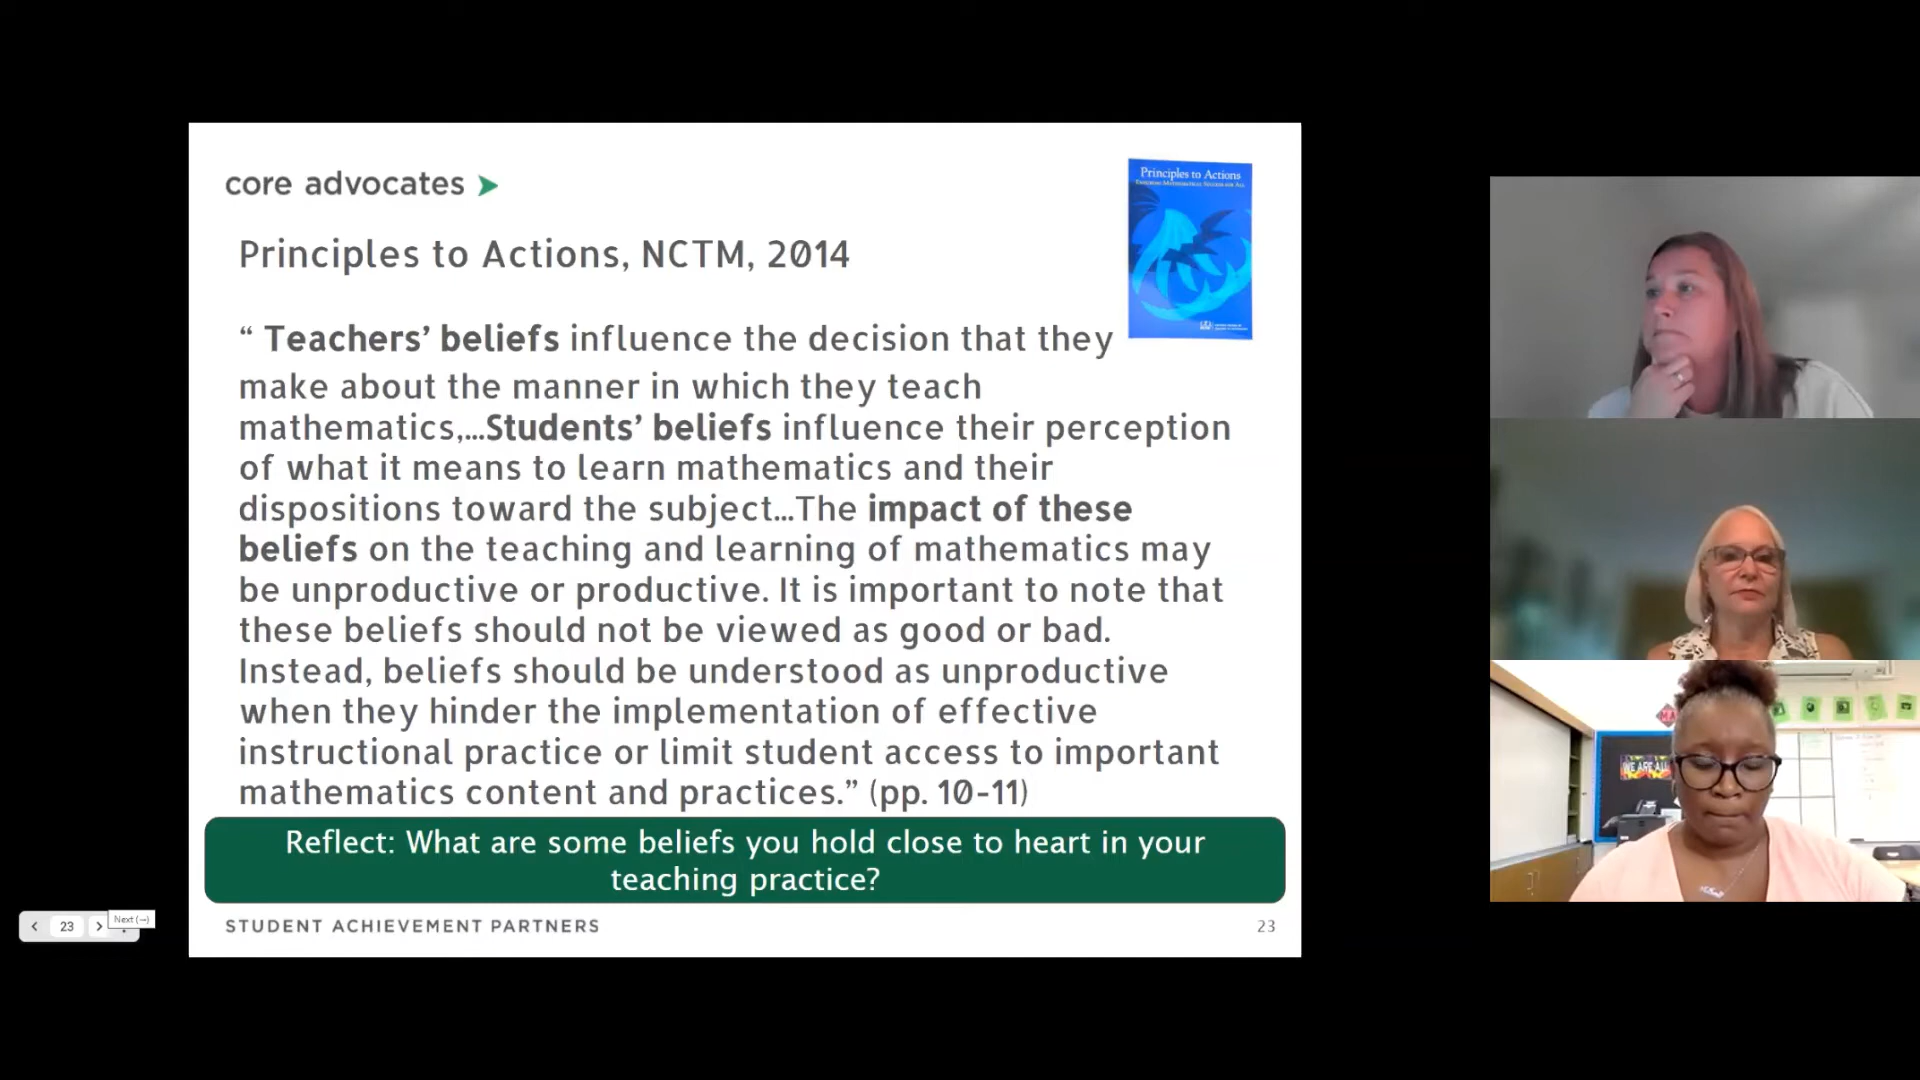 core advocates
Principles to Actions
Principles to Actions, NCTM, 2014
“ Teachers’ beliefs influence the decision that they
make about the manner in which they teach
mathematics,...Students’ beliefs influence their perception
of what it means to learn mathematics and their
dispositions toward the subject...The impact of these
beliefs on the teaching and learning of mathematics may
be unproductive or productive. It is important to note that
these beliefs should not be viewed as good or bad.
Instead, beliefs should be understood as unproductive
when they hinder the implementation of effective
instructional practice or limit student access to important
mathematics content and practices.” (pp. 10-11)
Reflect: What are some beliefs you hold close to heart in your
teaching practice?
STUDENT ACHIEVEMENT PARTNERS
23
23
Next (→)
WE ARE ALL